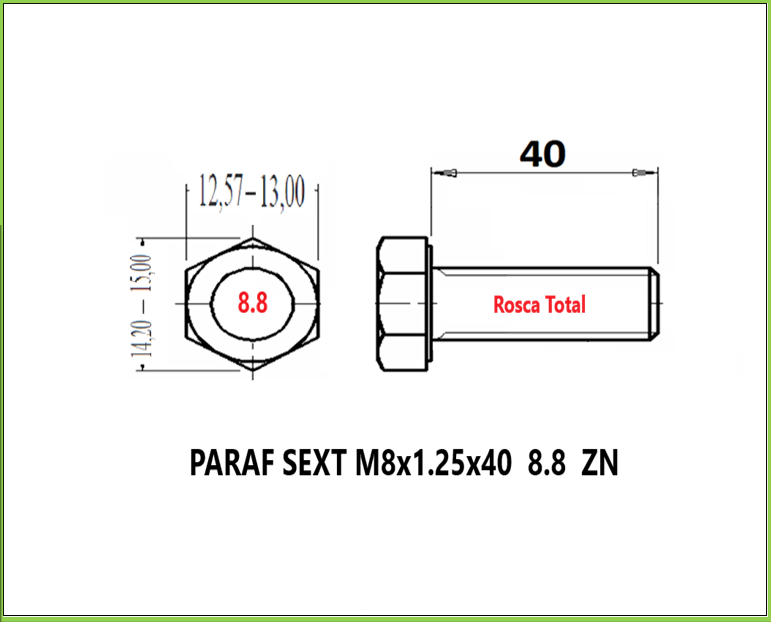 40
12,57-13,00
14,20 - 15,00
8.8
Rosca Total
PARAF SEXT M8x1.25x40 8.8 ZN